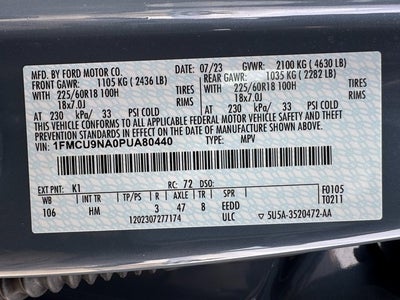 MFD. BY FORD MOTOR CO. 07/23 GVWR: 2100 KG ( 4630 LB)
FRONT GAWR: 1105 KG ( 2436 LB) REAR GAWR: 1035 KG ( 2282 LB)
225/60R18 100H TIRES 225/60R18 100H
18x7.0J RIMS 18x7.0J
AT 230 kPa/ 33 PSI COLD AT 230 kPa/ 33 PSI COLD
THIS VEHICLE CONFORMS TO ALL APPLICABLE FEDERAL MOTOR VEHICLE SAFETY, BUMPER, AND THEFT
PREVENTION STANDARDS IN EFFECT ON THE DATE OF MANUFACTURE SHOWN ABOVE.
VIN: 1FMCU9NA0PUA80440 TYPE: MPV
EXT PNT: K1 RC: 72 DSO: F0105
WB INT TR TP/PS R AXLE TR SPR T0211
106 HM 3 47 8 EEDD
120230727174 ULC 5U5A-3520472-AA